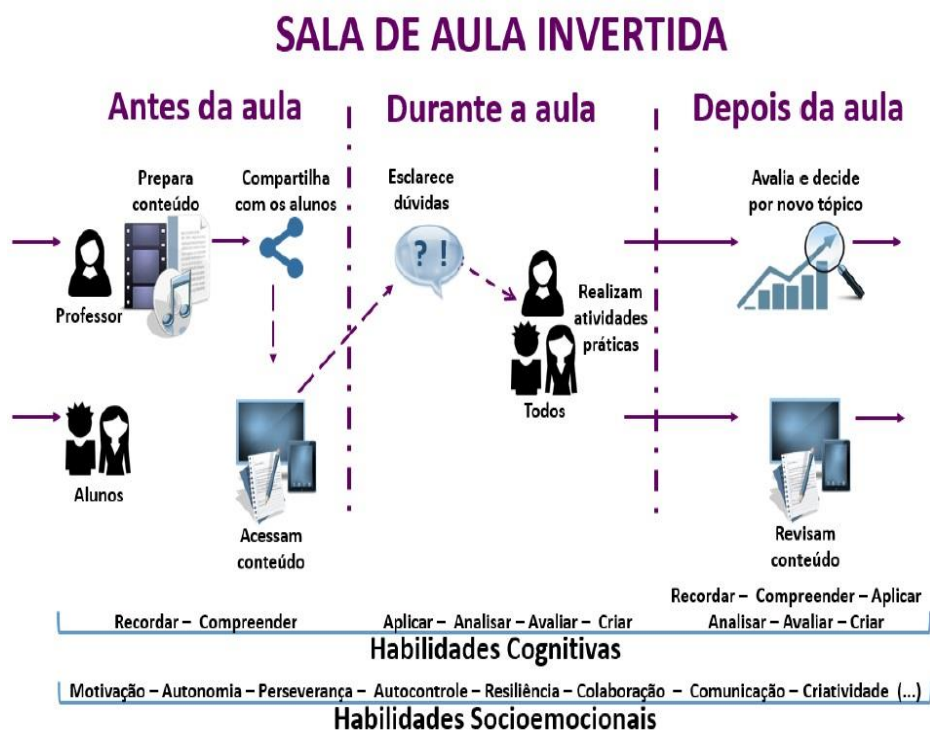 SALA DE AULA INVERTIDA
Antes da aula
Durante a aula
Depois da aula
Prepara
conteúdo
Compartilha
com os alunos
Professor
Alunos
Acessam
conteúdo
Esclarece
dúvidas
? !
Realizam
atividades
práticas
Todos
Avalia e decide
por novo tópico
Revisam
conteúdo
Recordar – Compreender
Aplicar – Analisar – Avaliar – Criar
Recordar – Compreender – Aplicar
Analisar – Avaliar – Criar
Habilidades Cognitivas
Motivação – Autonomia – Perseverança – Autocontrole – Resiliência – Colaboração – Comunicação – Criatividade (...)
Habilidades Socioemocionais